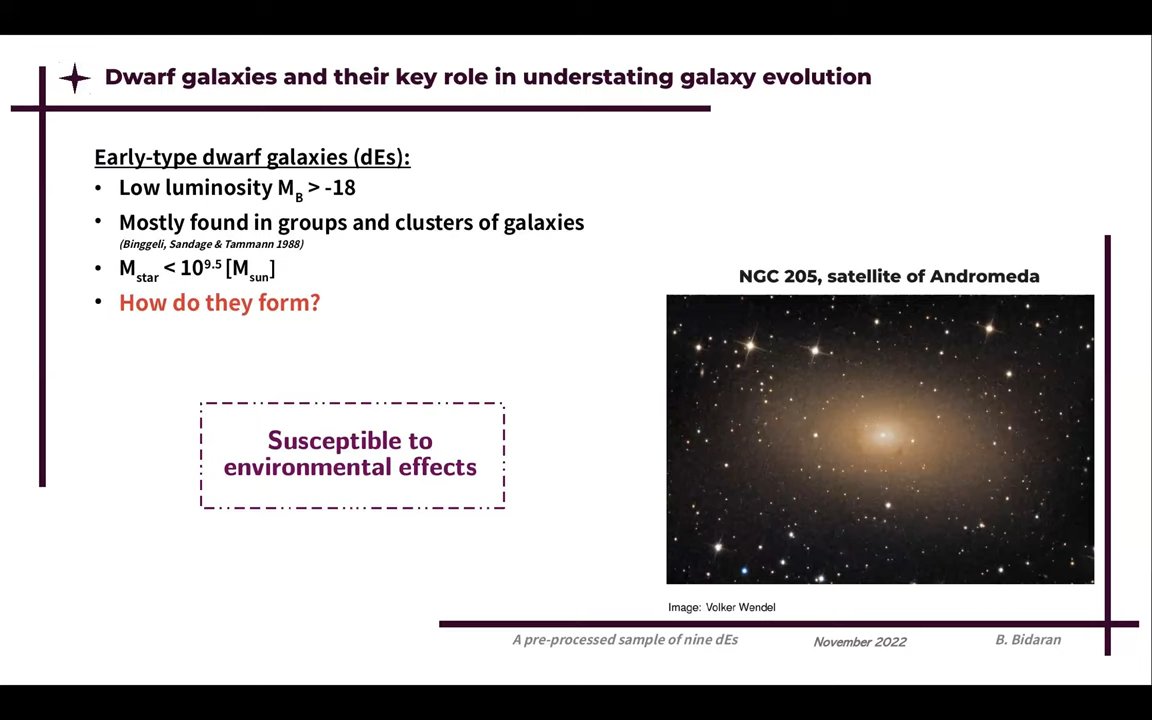 Dwarf galaxies and their key role in understating galaxy evolution
Early-type dwarf galaxies (dEs):
• Low luminosity M_B > -18
• Mostly found in groups and clusters of galaxies
(Binggeli, Sandage & Tammann 1988)
• M_star < 10^9.5 [M_sun]
• How do they form?
Susceptible to
environmental effects
NGC 205, satellite of Andromeda
Image: Volker Wendel
A pre-processed sample of nine dEs November 2022 B. Bidaran